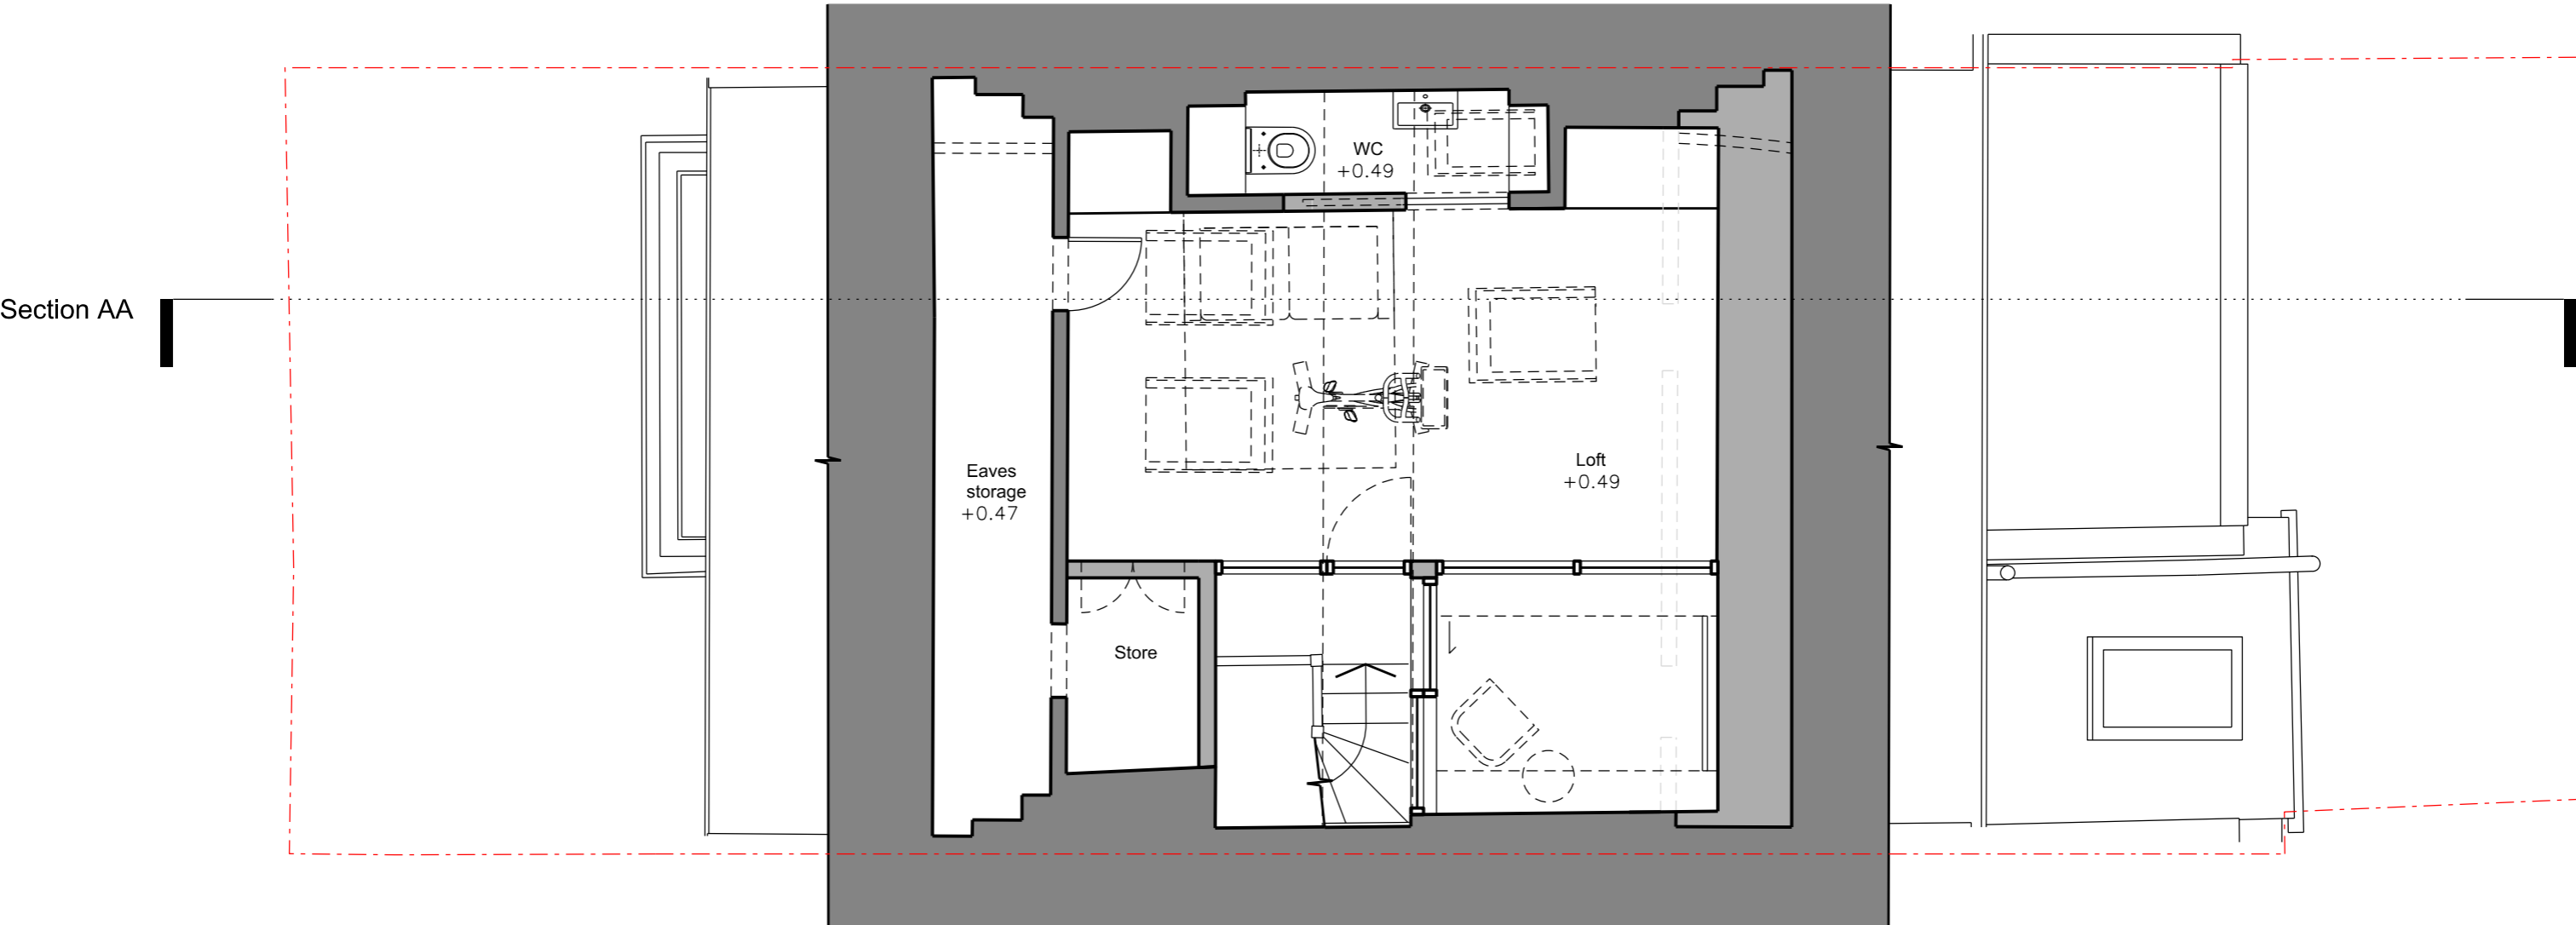 WC
+0.49
Section AA
Loft
+0.49
Eaves
storage
+0.47
Store